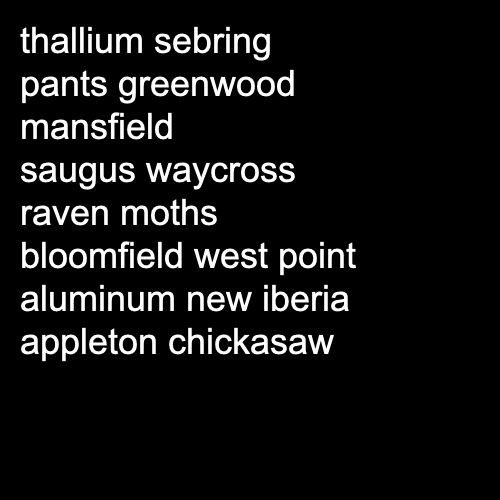 thallium sebring
pants greenwood
mansfield
saugus waycross
raven moths
bloomfield west point
aluminum new iberia
appleton chickasaw